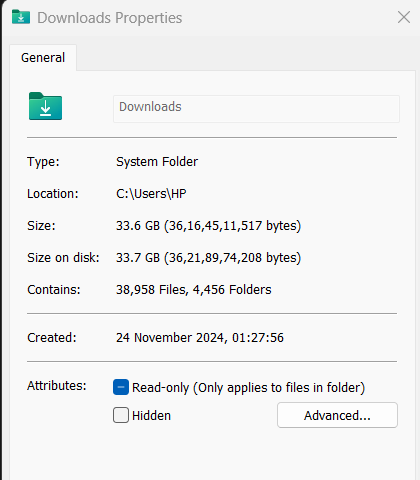 Downloads Properties
General
Downloads
Type: System Folder
Location: C:\Users\HP
Size: 33.6 GB (36,16,45,11,517 bytes)
Size on disk: 33.7 GB (36,21,89,74,208 bytes)
Contains: 38,958 Files, 4,456 Folders
Created: 24 November 2024, 01:27:56
Attributes: Read-only (Only applies to files in folder)
Hidden Advanced...